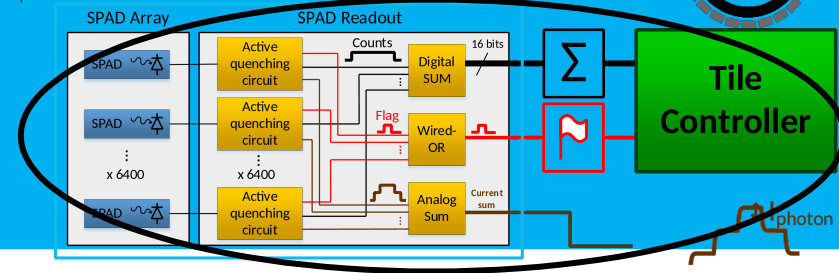 SPAD Array
SPAD Readout
SPAD
Active
quenching
circuit
Counts
Digital
SUM
16 bits
Σ
Tile
Controller
SPAD
Active
quenching
circuit
Flag
Wired-
OR
x 6400
x 6400
SPAD
Active
quenching
circuit
Analog
Sum
Current
sum
Iphoton